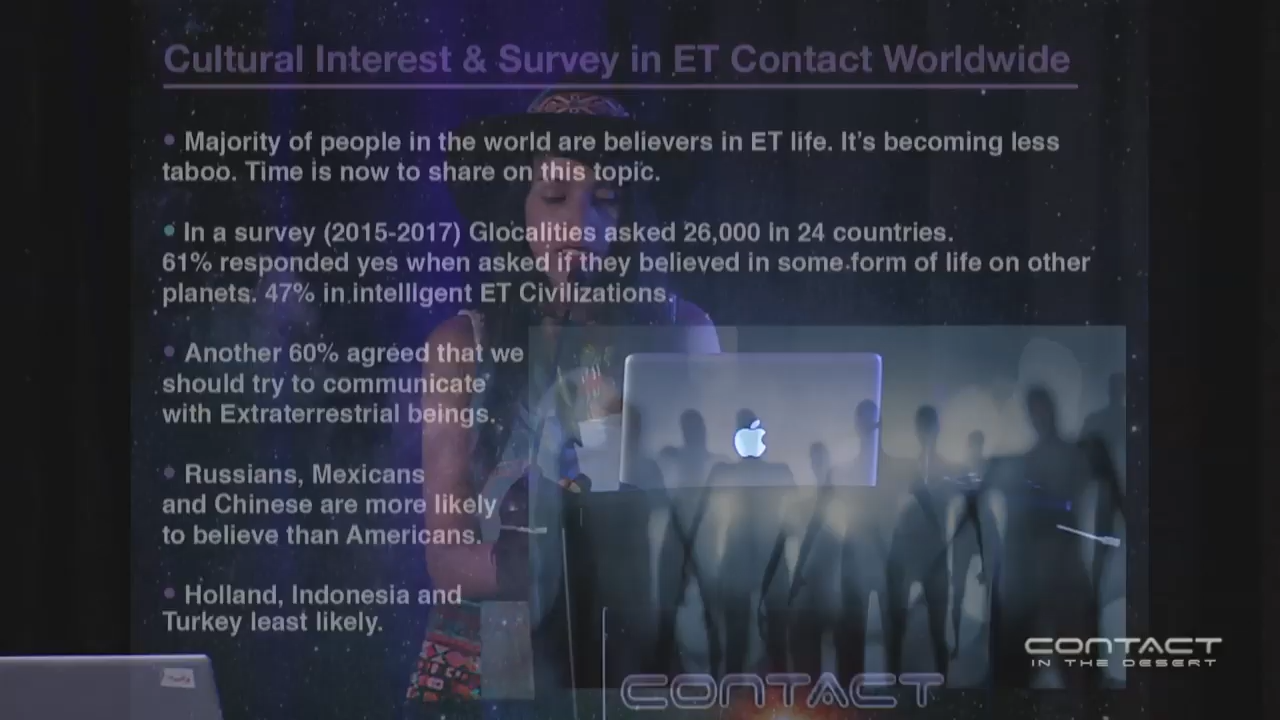 Cultural Interest & Survey in ET Contact Worldwide
• Majority of people in the world are believers in ET life. It's becoming less
taboo. Time is now to share on this topic.
• In a survey (2015-2017) Glocalities asked 26,000 in 24 countries.
61% responded yes when asked if they believed in some form of life on other
planets. 47% in intelligent ET Civilizations.
• Another 60% agreed that we
should try to communicate
with Extraterrestrial beings.
• Russians, Mexicans
and Chinese are more likely
to believe than Americans.
• Holland, Indonesia and
Turkey least likely.
CONTACT
IN THE DESERT
CONTACT